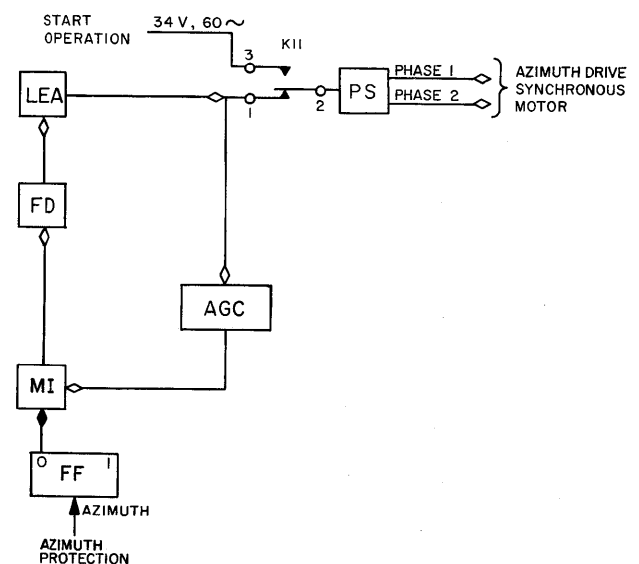 START
OPERATION
34 V, 60 ~
K11
3
LEA
1
2
PS
PHASE 1
PHASE 2
AZIMUTH DRIVE
SYNCHRONOUS
MOTOR
FD
AGC
MI
0
1
FF
AZIMUTH
AZIMUTH
PROTECTION